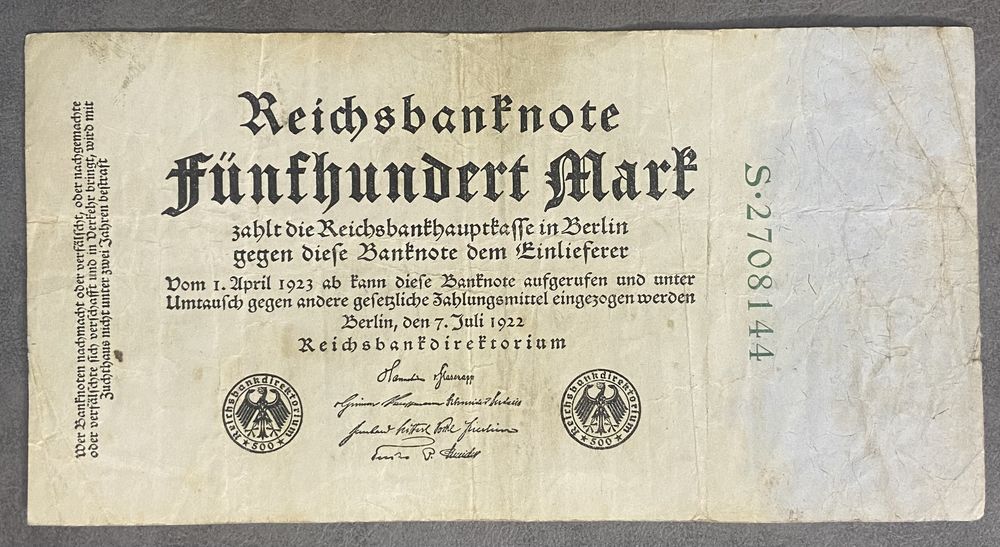 Reichsbanknote
Fünfhundert Mark
zahlt die Reichsbankhauptkasse in Berlin
gegen diese Banknote dem Einlieferer
Vom 1. April 1923 ab kann diese Banknote aufgerufen und unter
Umtausch gegen andere gesetzliche Zahlungsmittel eingezogen werden
Berlin, den 7. Juli 1922
Reichsbankdirektorium
Reichsbankdirektorium
500
Reichsbankdirektorium
500
Wer Banknoten nachmacht oder verfälscht, oder nachgemachte
oder verfälschte sich verschafft und in Verkehr bringt, wird mit
Zuchthaus nicht unter zwei Jahren bestraft
S·2708144